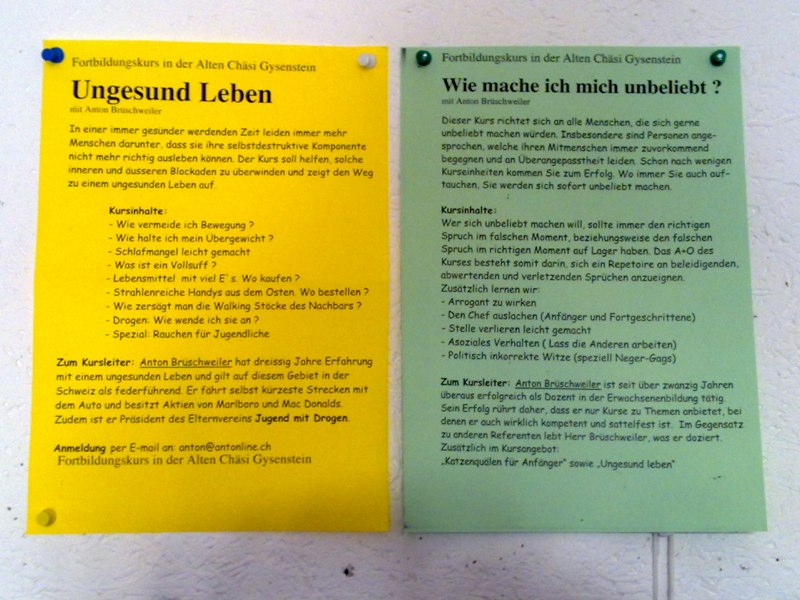 Fortbildungskurs in der Alten Chäsi Gysenstein
Ungesund Leben
mit Anton Brüschweiler
In einer immer gesünder werdenden Zeit leiden immer mehr
Menschen darunter, dass sie ihre selbstdestruktive Komponente
nicht mehr richtig ausleben können. Der Kurs soll helfen, solche
inneren und äusseren Blockaden zu überwinden und zeigt den Weg
zu einem ungesunden Leben auf.
Kursinhalte:
- Wie vermeide ich Bewegung ?
- Wie halte ich mein Übergewicht ?
- Schlafmangel leicht gemacht
- Was ist ein Vollsuff ?
- Lebensmittel mit viel E`s. Wo kaufen ?
- Strahlenreiche Handys aus dem Osten. Wo bestellen ?
- Wie zersägt man die Walking Stöcke des Nachbars ?
- Drogen: Wie wende ich sie an ?
- Spezial: Rauchen für Jugendliche
Zum Kursleiter: Anton Brüschweiler hat dreissig Jahre Erfahrung
mit einem ungesunden Leben und gilt auf diesem Gebiet in der
Schweiz als federführend. Er fährt selbst kürzeste Strecken mit
dem Auto und besitzt Aktien von Marlboro und Mac Donalds.
Zudem ist er Präsident des Elternvereins Jugend mit Drogen.
Anmeldung per E-mail an: anton@antonline.ch
Fortbildungskurs in der Alten Chäsi Gysenstein
Fortbildungskurs in der Alten Chäsi Gysenstein
Wie mache ich mich unbeliebt ?
mit Anton Brüschweiler
Dieser Kurs richtet sich an alle Menschen, die sich gerne
unbeliebt machen würden. Insbesondere sind Personen ange-
sprochen, welche ihren Mitmenschen immer zuvorkommend
begegnen und an Überangepasstheit leiden. Schon nach wenigen
Kurseinheiten kommen Sie zum Erfolg. Wo immer Sie auch auf-
tauchen, Sie werden sich sofort unbeliebt machen.
Kursinhalte:
Wer sich unbeliebt machen will, sollte immer den richtigen
Spruch im falschen Moment, beziehungsweise den falschen
Spruch im richtigen Moment auf Lager haben. Das A+O des
Kurses besteht somit darin, sich ein Repetoire an beleidigenden,
abwertenden und verletzenden Sprüchen anzueignen.
Zusätzlich lernen wir:
- Arrogant zu wirken
- Den Chef auslachen (Anfänger und Fortgeschrittene)
- Stelle verlieren leicht gemacht
- Asoziales Verhalten ( Lass die Anderen arbeiten)
- Politisch inkorrekte Witze (speziell Neger-Gags)
Zum Kursleiter: Anton Brüschweiler ist seit über zwanzig Jahren
überaus erfolgreich als Dozent in der Erwachsenenbildung tätig.
Sein Erfolg rührt daher, dass er nur Kurse zu Themen anbietet, bei
denen er auch wirklich kompetent und sattelfest ist. Im Gegensatz
zu anderen Referenten lebt Herr Brüschweiler, was er doziert.
Zusätzlich im Kursangebot:
„Katzenquälen für Anfänger" sowie „Ungesund leben"